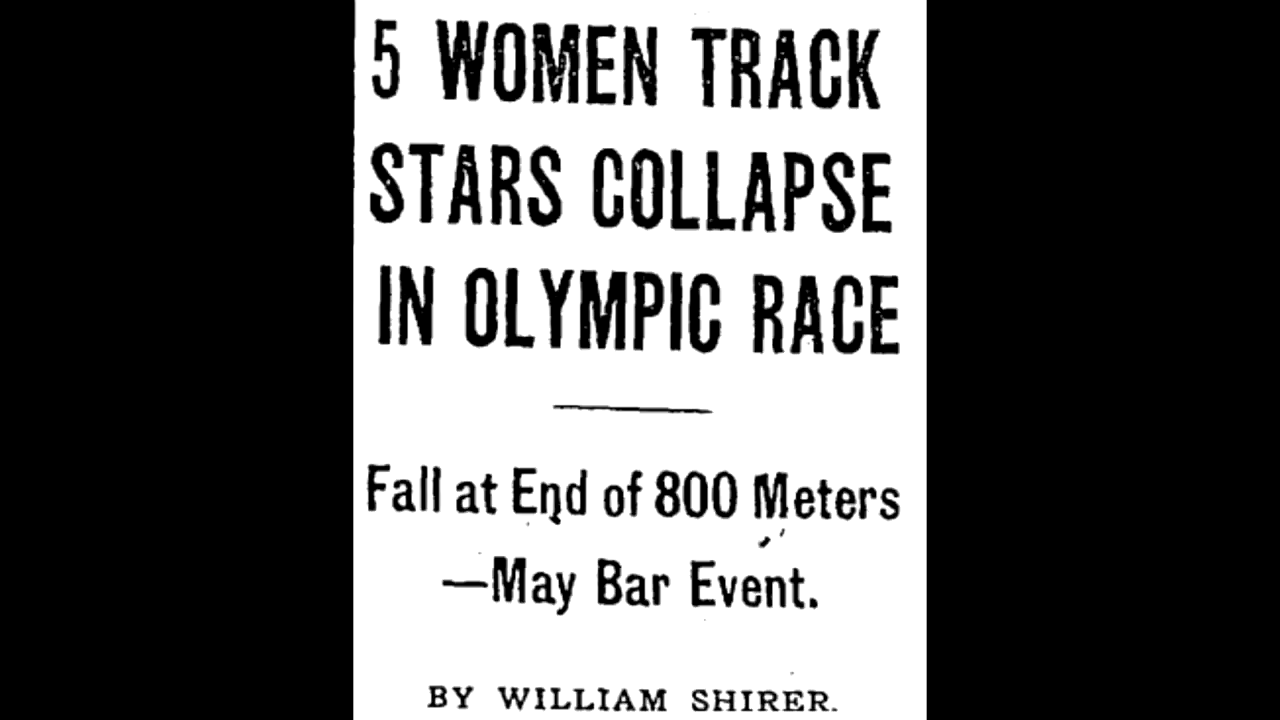 5 WOMEN TRACK
STARS COLLAPSE
IN OLYMPIC RACE
Fall at End of 800 Meters
—May Bar Event.
BY WILLIAM SHIRER.